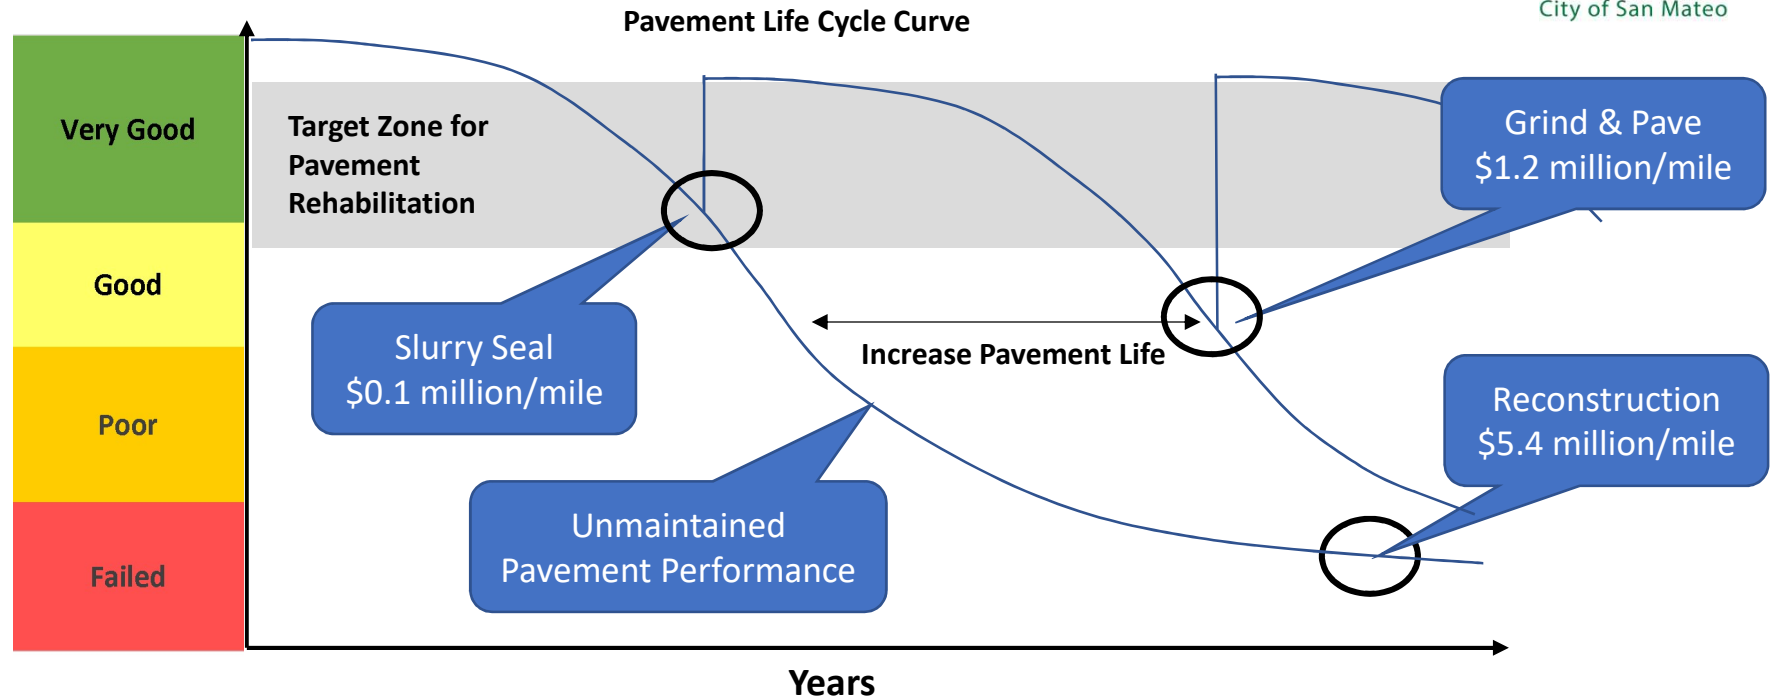 Pavement Life Cycle Curve
City of San Mateo
Very Good
Good
Poor
Failed
Target Zone for
Pavement
Rehabilitation
Grind & Pave
$1.2 million/mile
Slurry Seal
$0.1 million/mile
Increase Pavement Life
Reconstruction
$5.4 million/mile
Unmaintained
Pavement Performance
Years